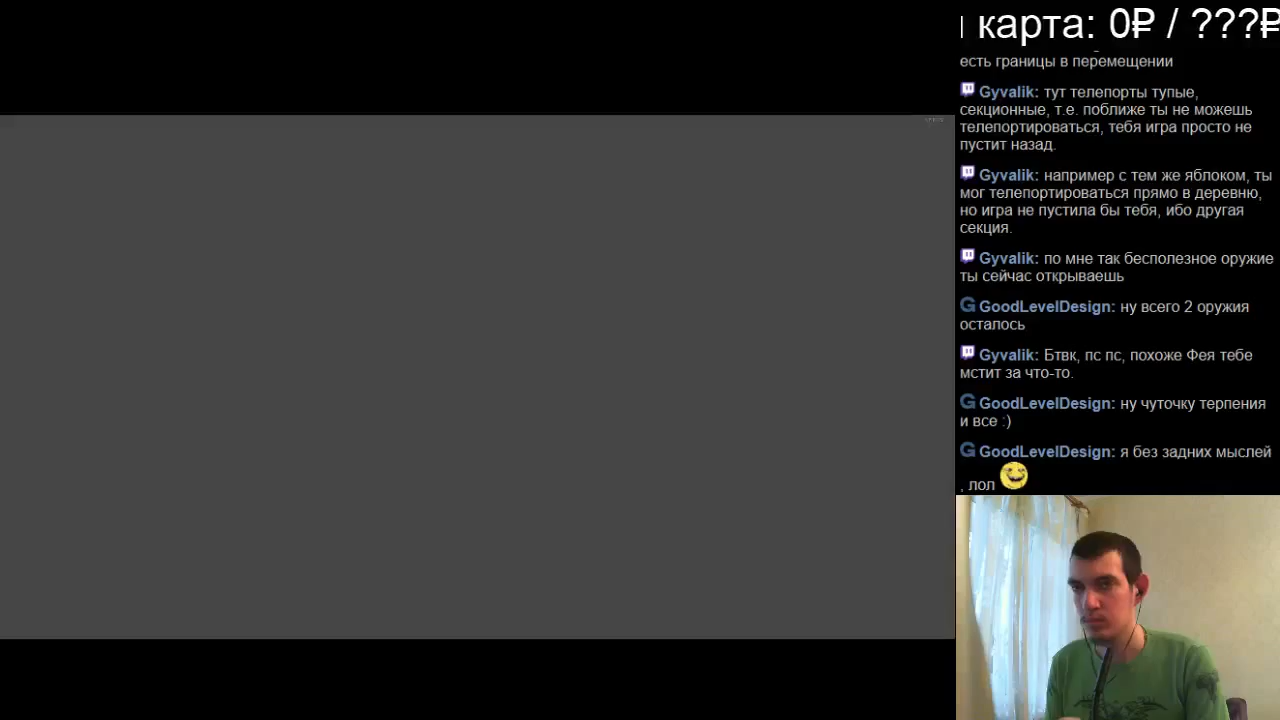 карта: 0₽ / ???₽
есть границы в перемещении
Gyvalik: тут телепорты тупые,
секционные, т.е. поближе ты не можешь
телепортироваться, тебя игра просто не
пустит назад.
Gyvalik: например с тем же яблоком, ты
мог телепортироваться прямо в деревню,
но игра не пустила бы тебя, ибо другая
секция.
Gyvalik: по мне так бесполезное оружие
ты сейчас открываешь
GoodLevelDesign: ну всего 2 оружия
осталось
Gyvalik: Бтвк, пс пс, похоже Фея тебе
мстит за что-то.
GoodLevelDesign: ну чуточку терпения
и все :)
GoodLevelDesign: я без задних мыслей
, лол